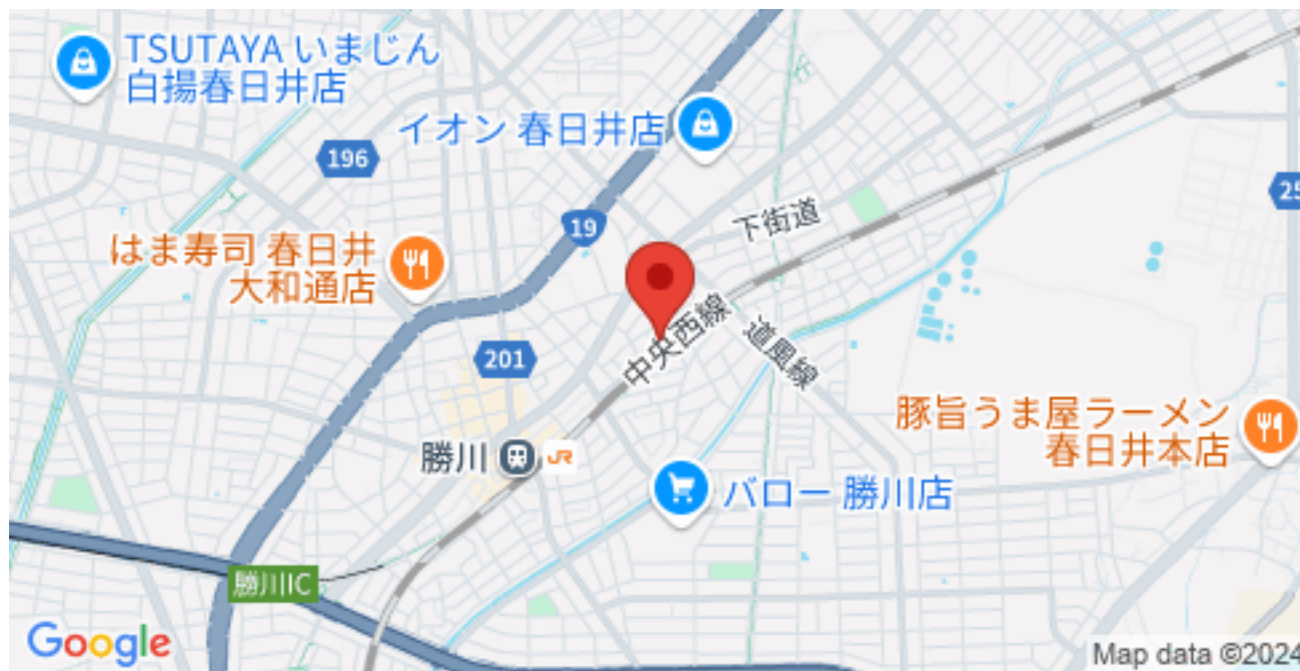 TSUTAYA いまじん
白揚春日井店
イオン 春日井店
196
25
19
下街道
はま寿司 春日井
大和通店
中央西線
道風線
201
豚旨うま屋ラーメン
春日井本店
勝川
JR
バロー 勝川店
勝川IC
Google
Map data ©2024